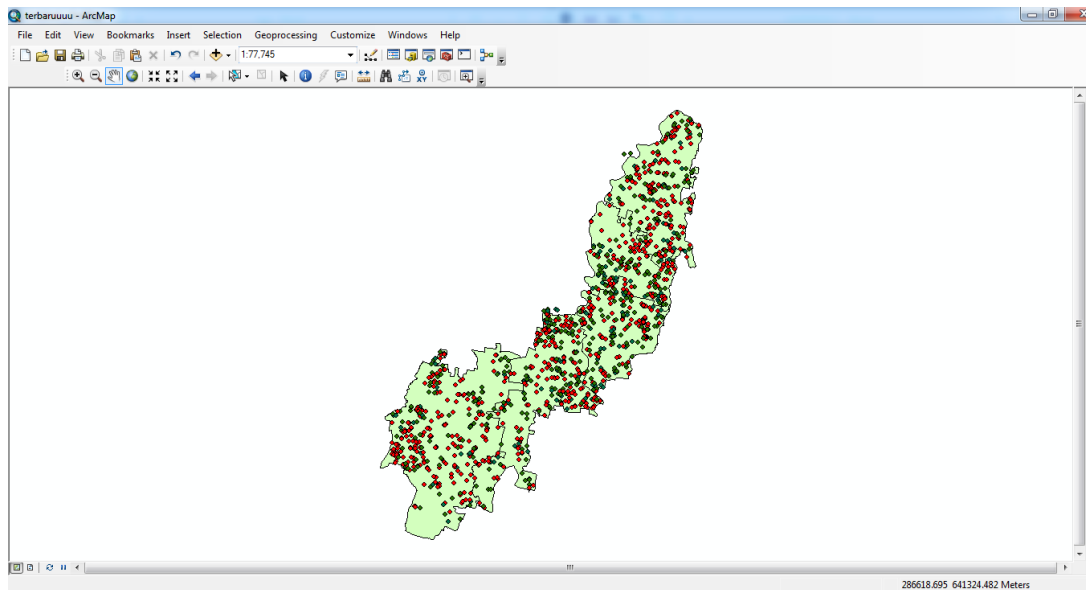 terbaruuuu - ArcMap
File Edit View Bookmarks Insert Selection Geoprocessing Customize Windows Help
1:77,745
XY
286618.695 641324.482 Meters